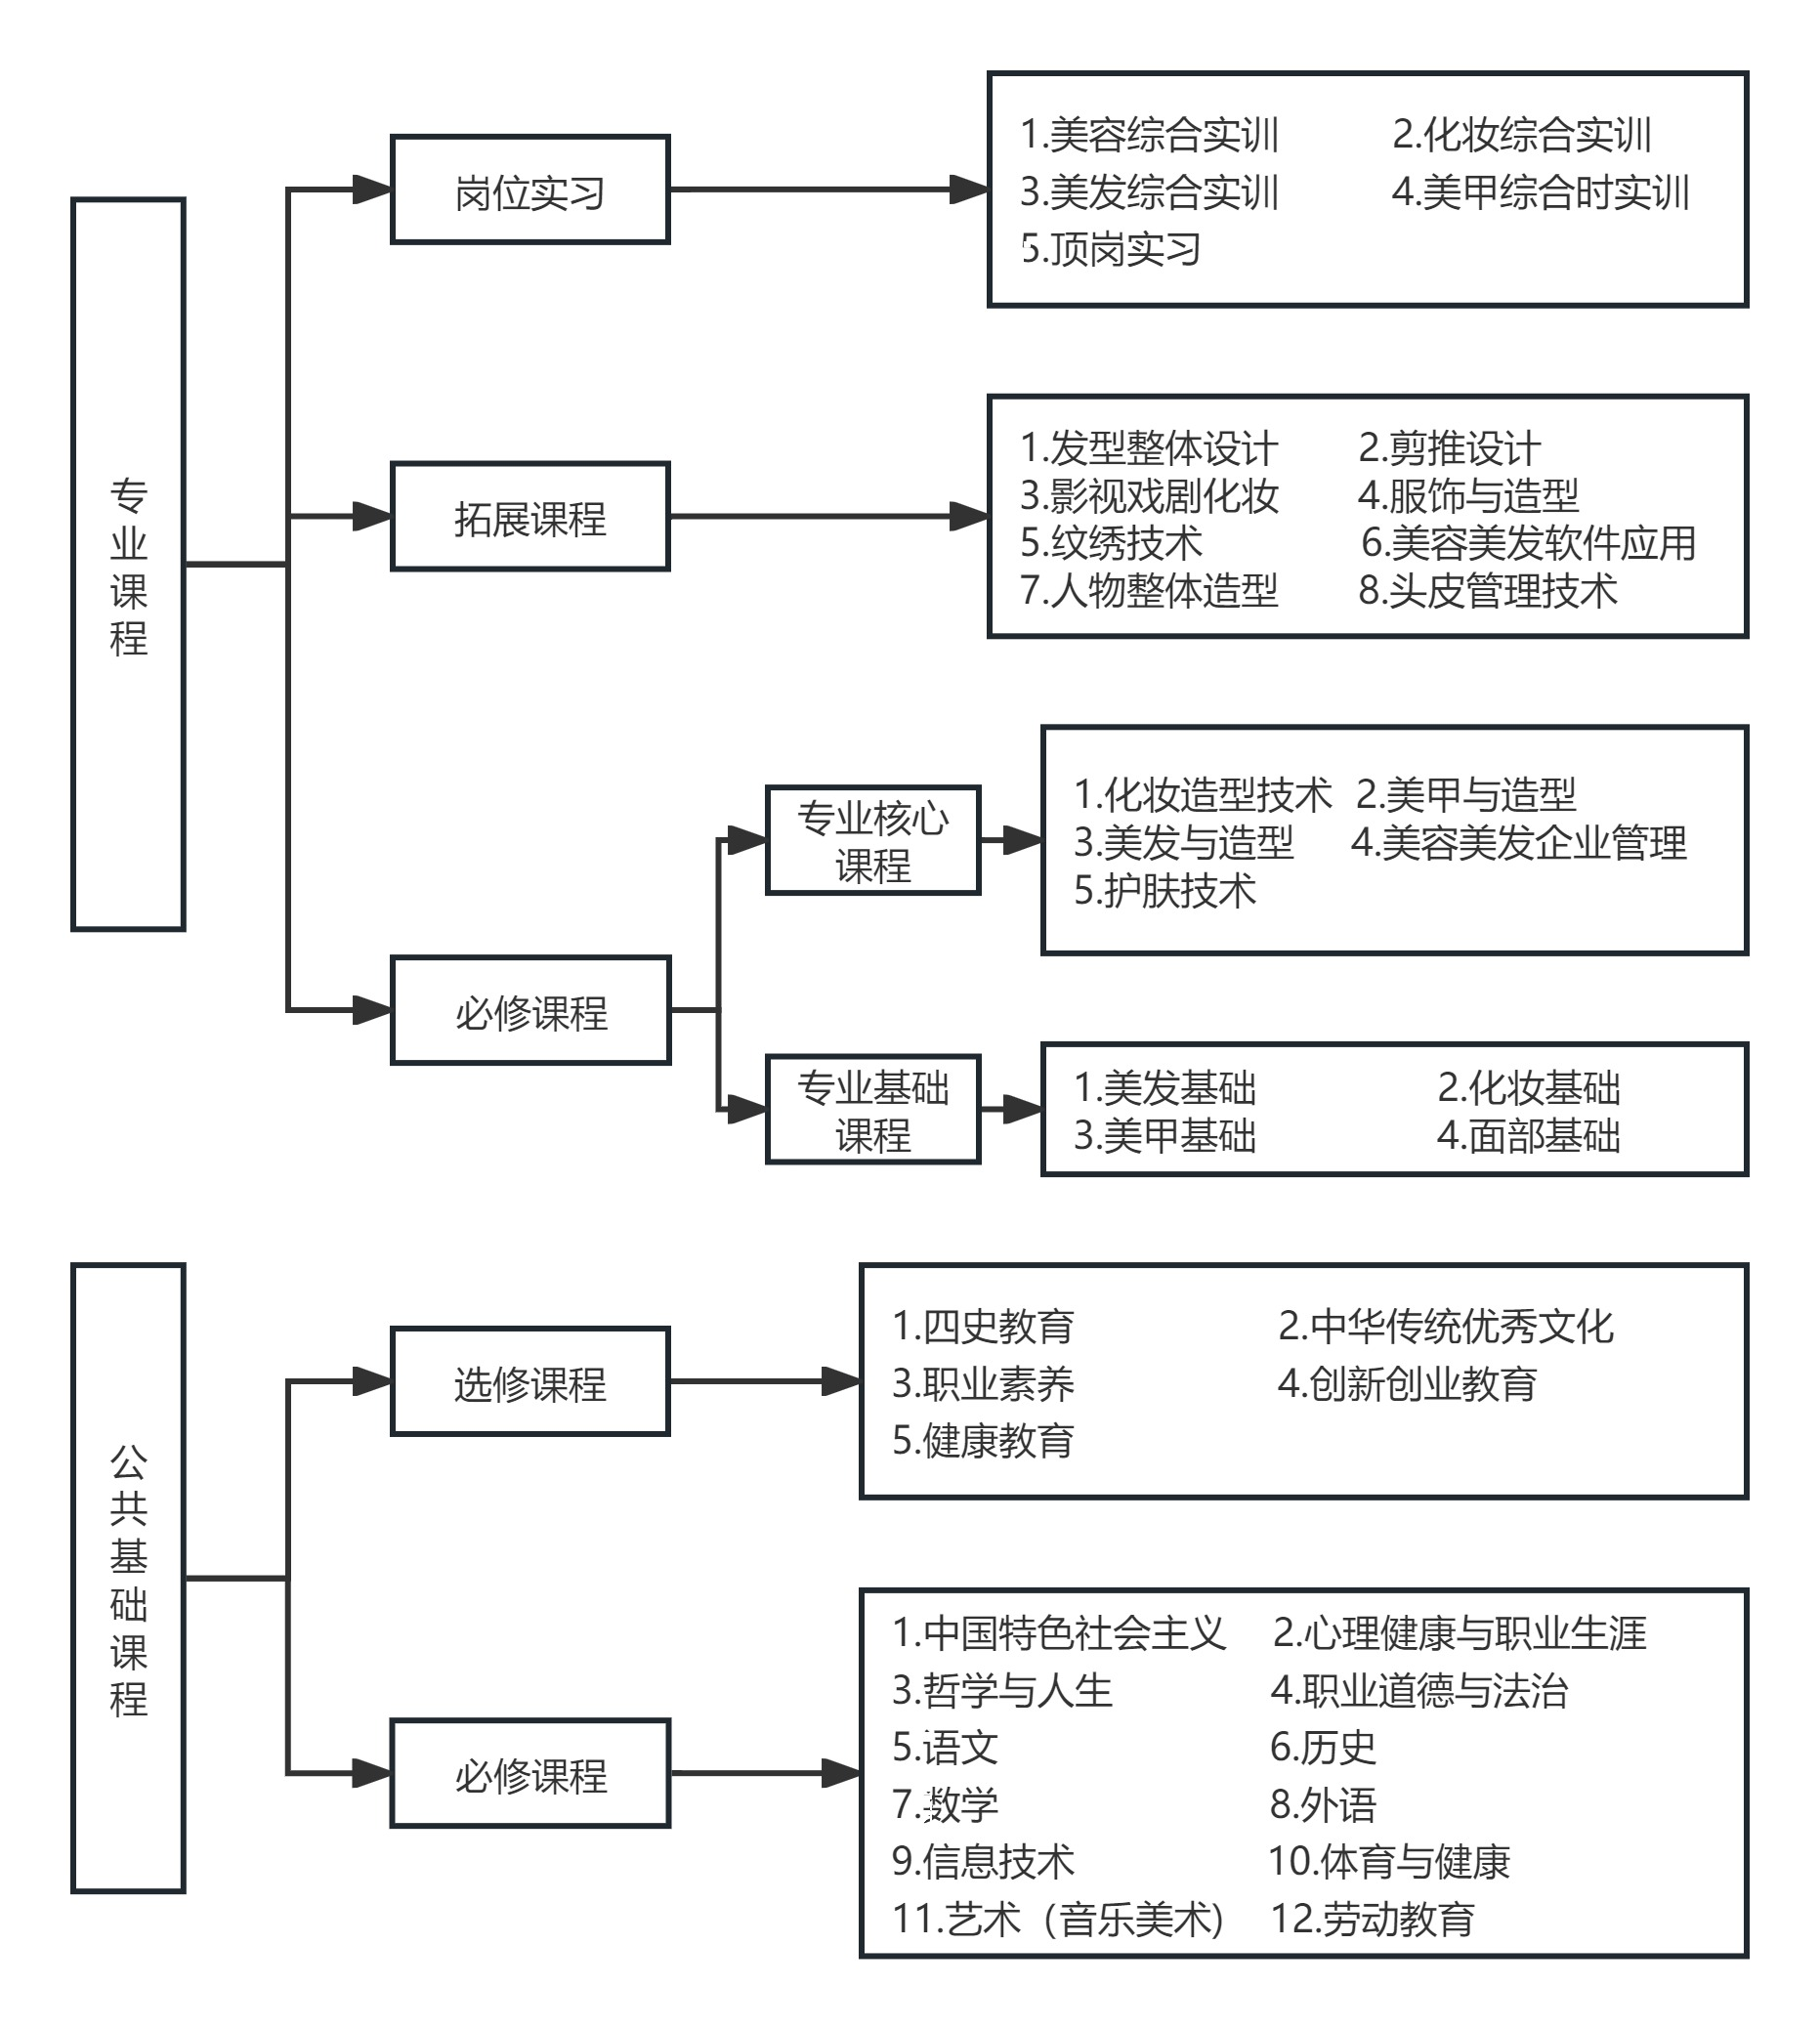 专业课程
岗位实习
1.美容综合实训 2.化妆综合实训
3.美发综合实训 4.美甲综合时实训
5.顶岗实习
拓展课程
1.发型整体设计 2.剪推设计
3.影视戏剧化妆 4.服饰与造型
5.纹绣技术 6.美容美发软件应用
7.人物整体造型 8.头皮管理技术
必修课程
专业核心
课程
1.化妆造型技术 2.美甲与造型
3.美发与造型 4.美容美发企业管理
5.护肤技术
专业基础
课程
1.美发基础 2.化妆基础
3.美甲基础 4.面部基础
公共基础课程
选修课程
1.四史教育 2.中华传统优秀文化
3.职业素养 4.创新创业教育
5.健康教育
必修课程
1.中国特色社会主义 2.心理健康与职业生涯
3.哲学与人生 4.职业道德与法治
5.语文 6.历史
7.数学 8.外语
9.信息技术 10.体育与健康
11.艺术（音乐美术） 12.劳动教育